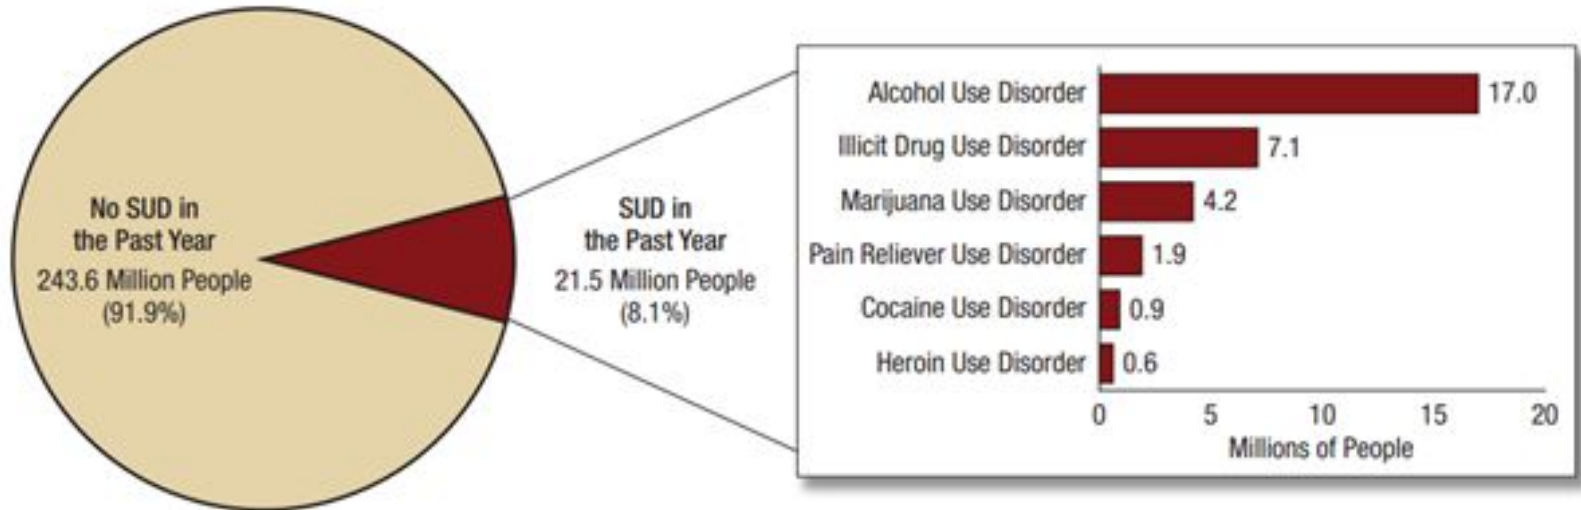 No SUD in
the Past Year
243.6 Million People
(91.9%)
SUD in
the Past Year
21.5 Million People
(8.1%)
Alcohol Use Disorder 17.0
Illicit Drug Use Disorder 7.1
Marijuana Use Disorder 4.2
Pain Reliever Use Disorder 1.9
Cocaine Use Disorder 0.9
Heroin Use Disorder 0.6
0 5 10 15 20
Millions of People